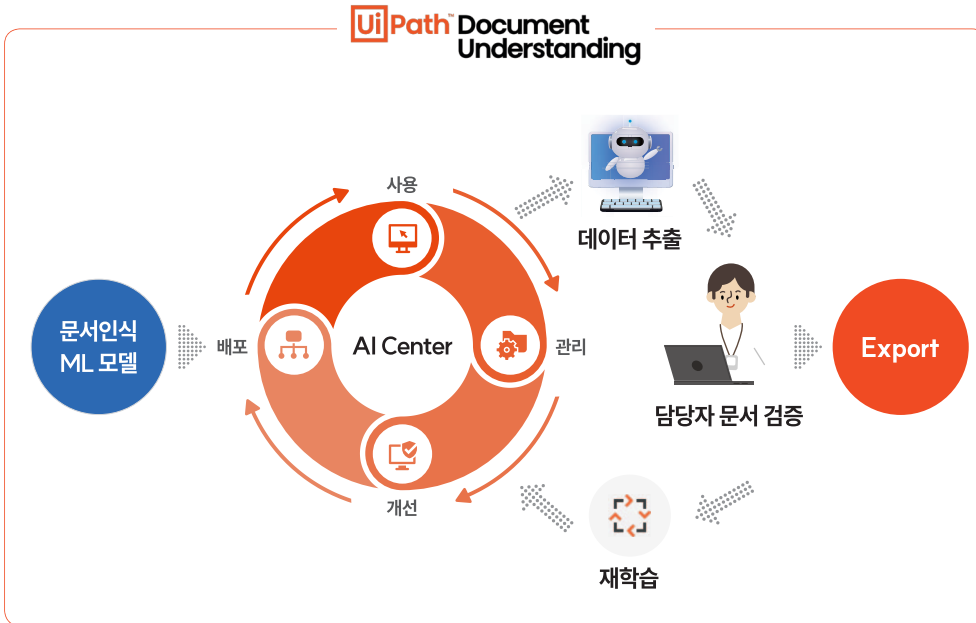 UiPath™ Document
Understanding
사용
데이터 추출
문서인식
ML 모델
배포
AI Center
관리
Export
담당자 문서 검증
개선
재학습